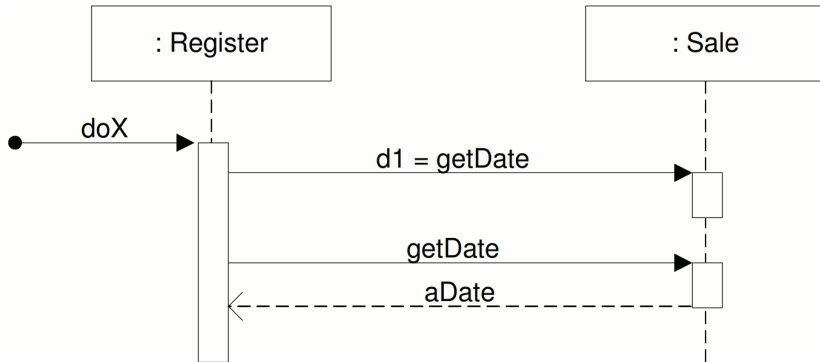 : Register
: Sale
doX
d1 = getDate
getDate
aDate